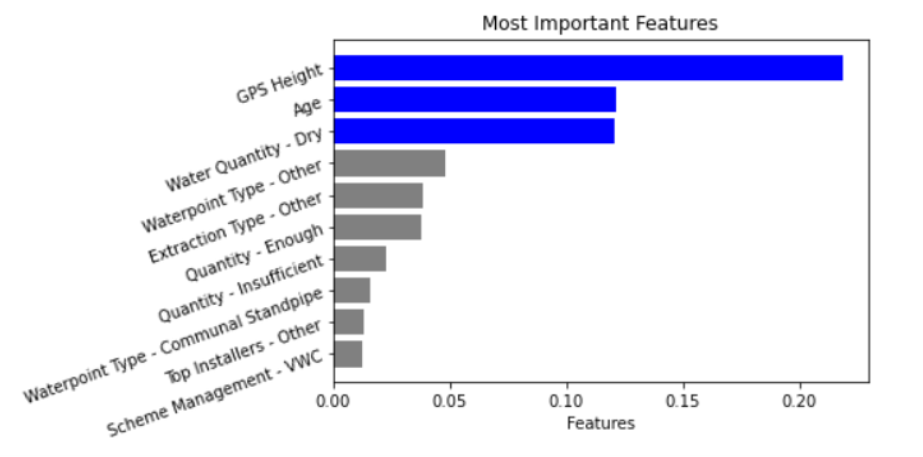 Most Important Features
GPS Height
Age
Water Quantity - Dry
Waterpoint Type - Other
Extraction Type - Other
Quantity - Enough
Quantity - Insufficient
Waterpoint Type - Communal Standpipe
Top Installers - Other
Scheme Management - VWC
0.00 0.05 0.10 0.15 0.20
Features